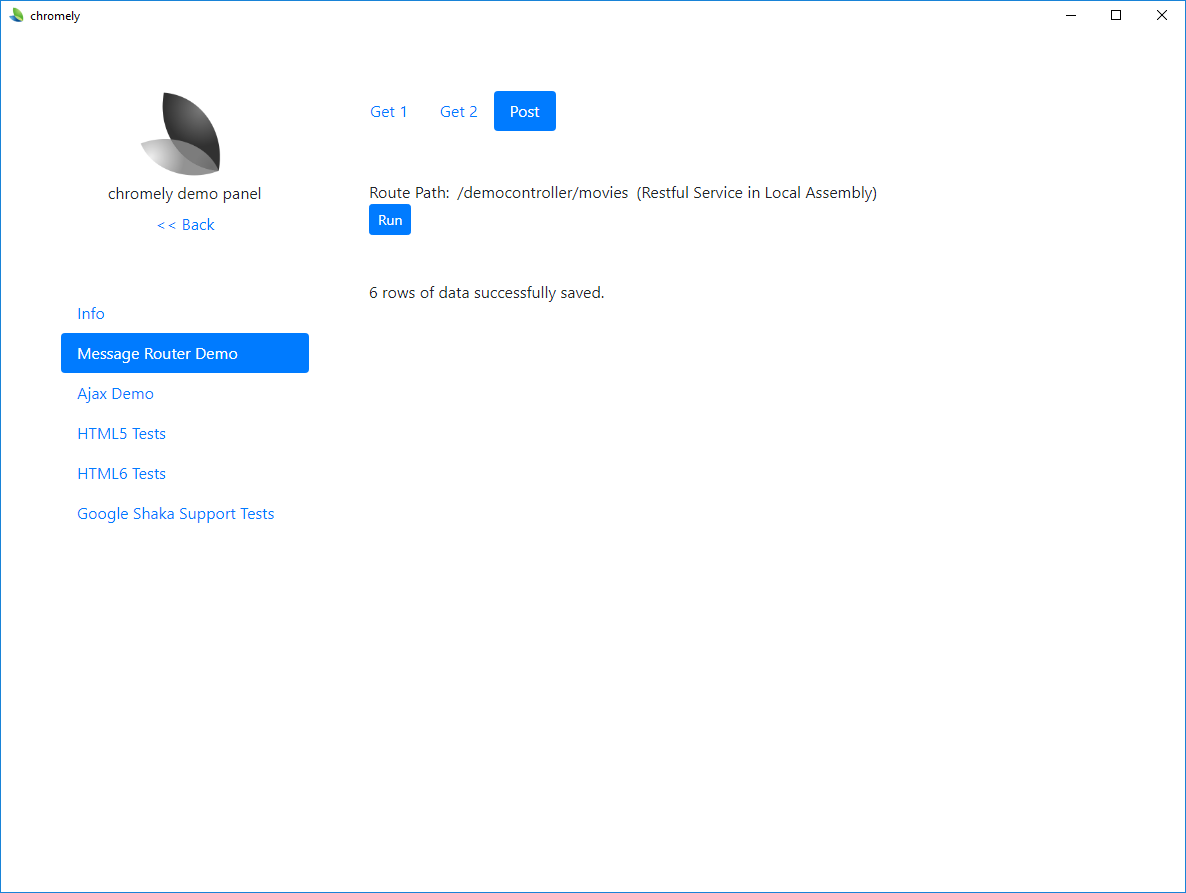 chromely
chromely demo panel
<< Back
Info
Message Router Demo
Ajax Demo
HTML5 Tests
HTML6 Tests
Google Shaka Support Tests
Get 1 Get 2 Post
Route Path: /democontroller/movies (Restful Service in Local Assembly)
Run
6 rows of data successfully saved.